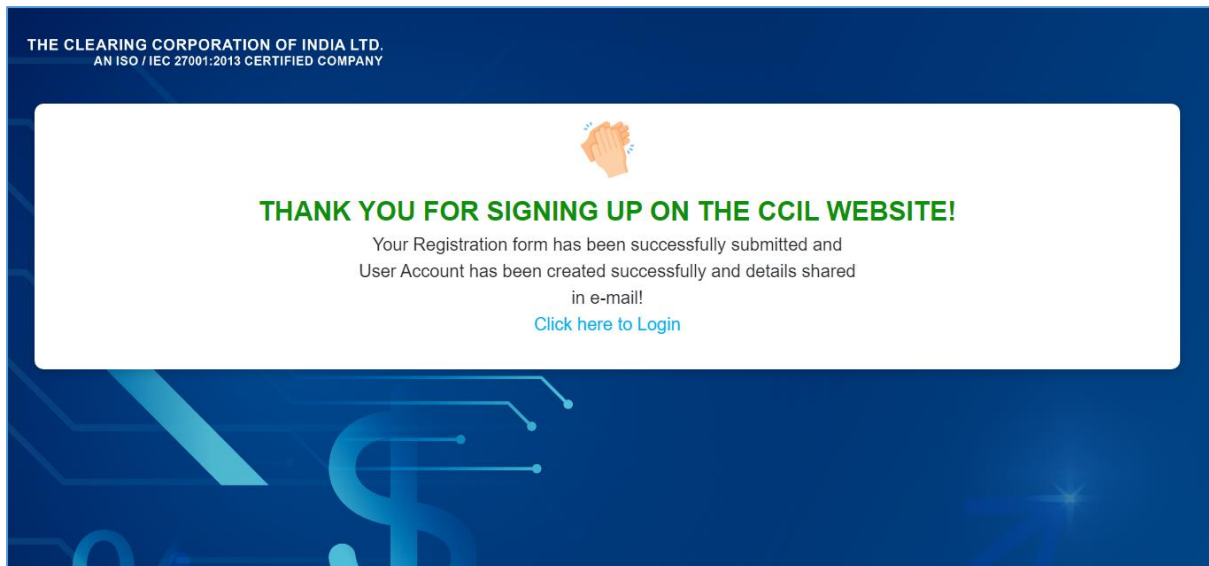 THE CLEARING CORPORATION OF INDIA LTD.
AN ISO / IEC 27001:2013 CERTIFIED COMPANY
THANK YOU FOR SIGNING UP ON THE CCIL WEBSITE!
Your Registration form has been successfully submitted and
User Account has been created successfully and details shared
in e-mail!
Click here to Login